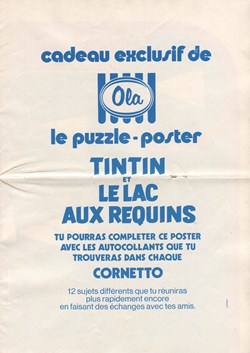 cadeau exclusif de
Ola
le puzzle-poster
TINTIN
ET
LE LAC
AUX REQUINS
TU POURRAS COMPLETER CE POSTER
AVEC LES AUTOCOLLANTS QUE TU
TROUVERAS DANS CHAQUE
CORNETTO
12 sujets différents que tu réuniras
plus rapidement encore
en faisant des échanges avec tes amis.